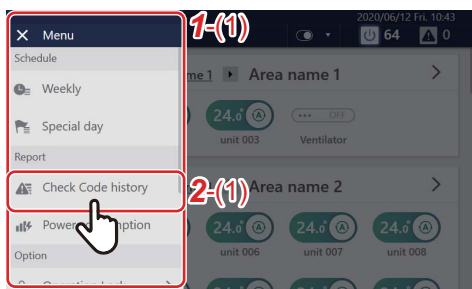 1-(1)
2020/06/12 Fri. 10:43
Menu
64
0
Schedule
Weekly
me 1
Area name 1
Special day
24.0°
A
OFF
unit 003
Ventilator
Report
Check Code history
2-(1)
Area name 2
24.0°
A
24.0°
A
24.0°
A
unit 006
unit 007
unit 008
Option